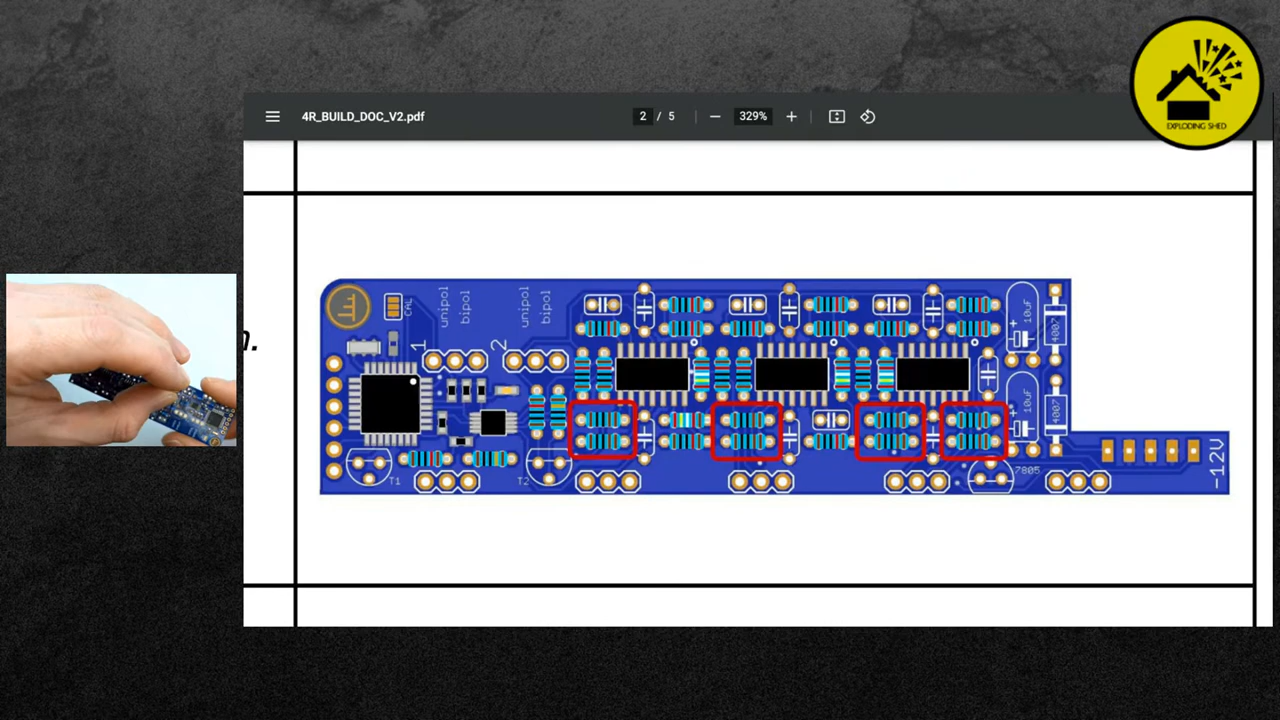 EXPLODING SHED
4R_BUILD_DOC_V2.pdf
2 / 5
329%
n.
CAL
unipol
bipol
unipol
bipol
1
2
10uF
4007
+
10uF
4007
+
T1
T2
7805
-12V